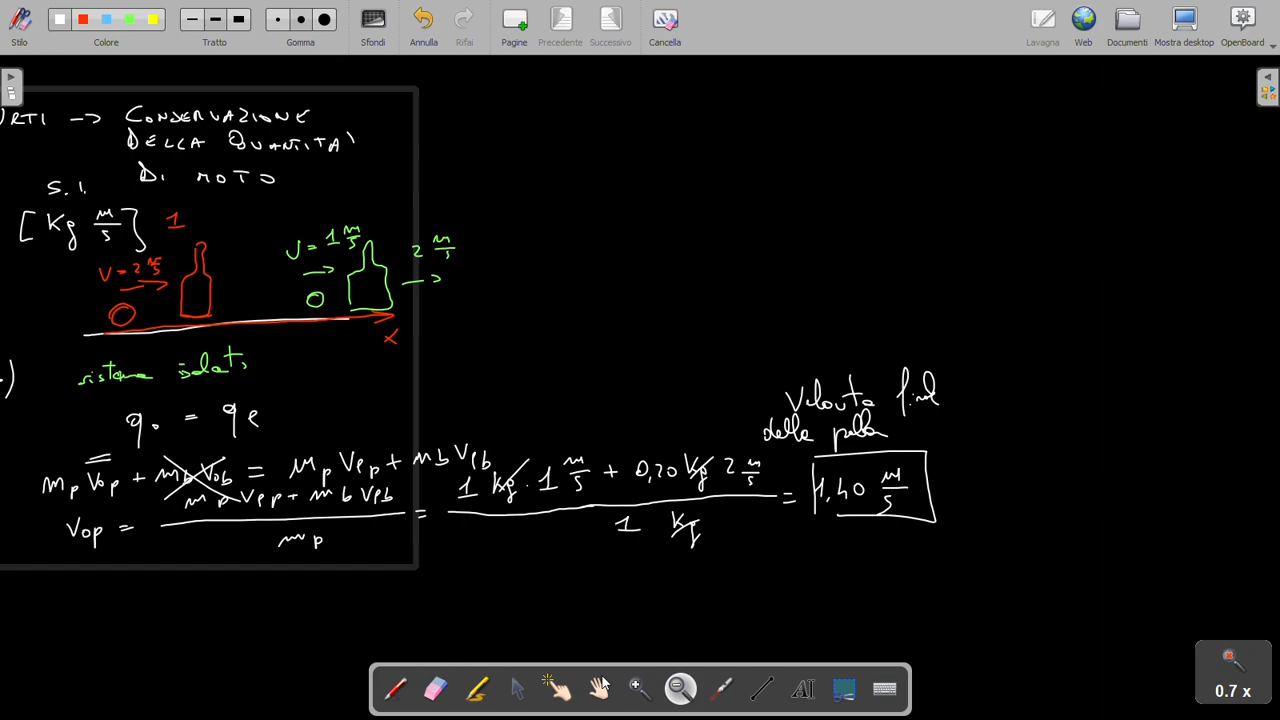 Stilo
Colore
Tratto
Gomma
Sfondi
Annulla
Rifai
Pagine
Precedente
Successivo
Cancella
Lavagna
Web
Documenti
Mostra desktop
OpenBoard
URTI -> CONSERVAZIONE
DELLA QUANTITA'
DI MOTO
S.I.
[Kg m/s] 1
V = 2 m/s
V = 1 m/s
2 m/s
x
sistema isolato
q₀ = qe
Velocità finale
della palla
mp Vop + mb Vob = mp Vep + mb Veb
Vop = (mp Vep + mb Veb) / mp = (1 Kg · 1 m/s + 0,20 Kg 2 m/s) / 1 Kg = 1,40 m/s
0.7 x